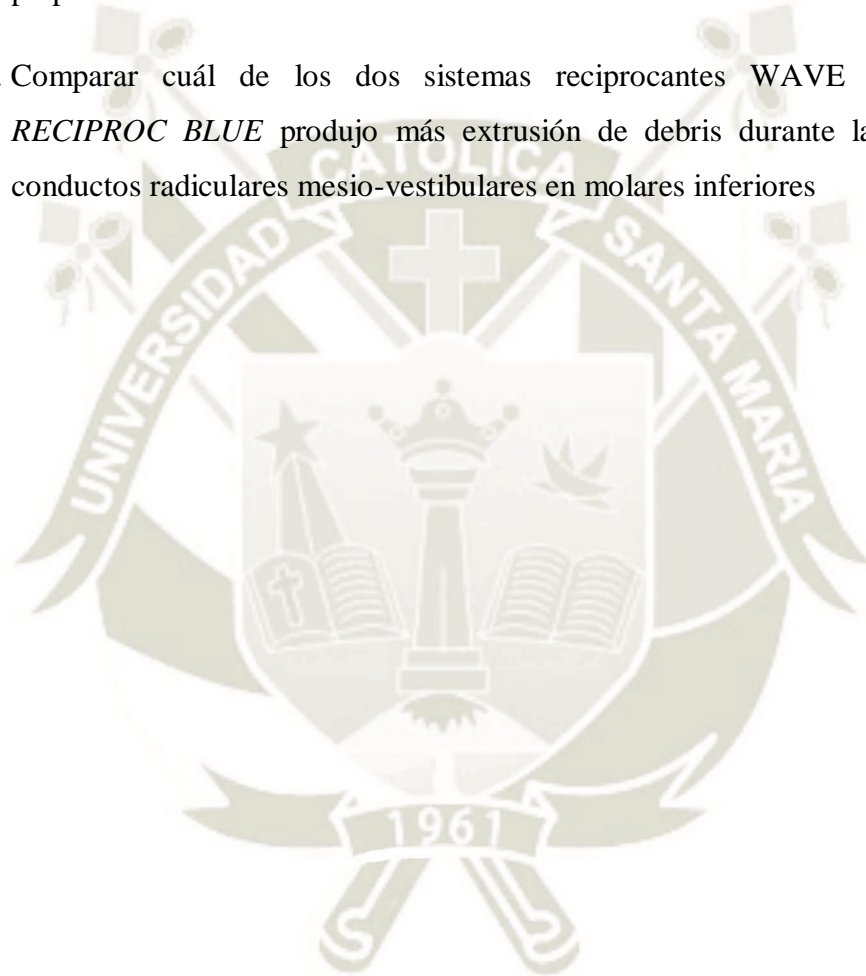 Comparar cuál de los dos sistemas reciprocantes WAVE
RECIPROC BLUE produjo más extrusión de debris durante la
conductos radiculares mesio-vestibulares en molares inferiores
UNIVERSIDAD CATOLICA SANTA MARIA
1961